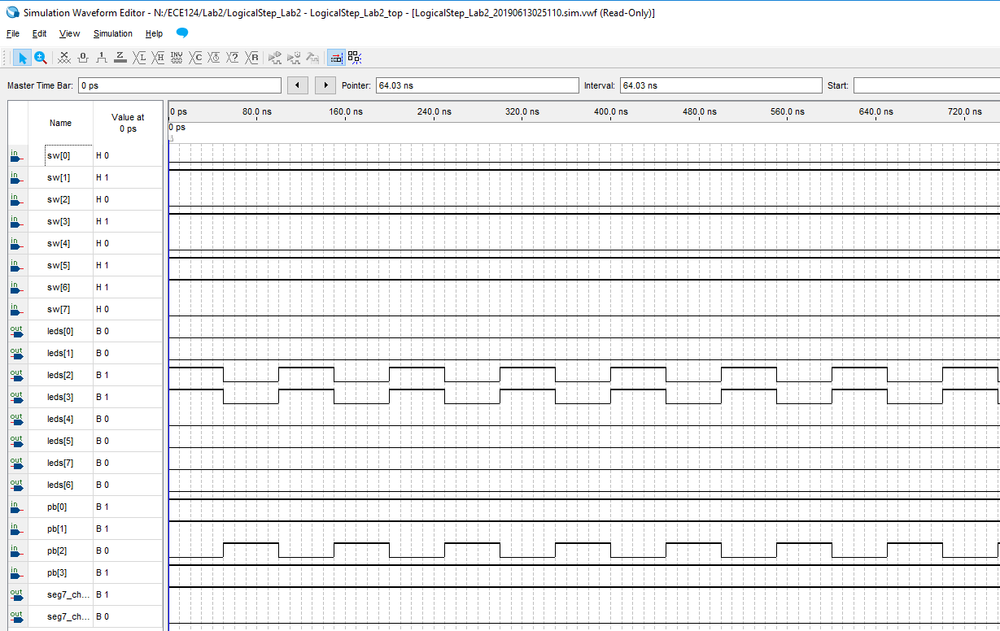 Simulation Waveform Editor - N:/ECE124/Lab2/LogicalStep_Lab2 - LogicalStep_Lab2_top - [LogicalStep_Lab2_20190613025110.sim.vwf (Read-Only)]
File Edit View Simulation Help
Master Time Bar: 0 ps Pointer: 64.03 ns Interval: 64.03 ns Start:
Name Value at 0 ps 0 ps 80.0 ns 160.0 ns 240.0 ns 320.0 ns 400.0 ns 480.0 ns 560.0 ns 640.0 ns 720.0 ns
0 ps
in sw[0] H 0
in sw[1] H 1
in sw[2] H 0
in sw[3] H 1
in sw[4] H 0
in sw[5] H 1
in sw[6] H 1
in sw[7] H 0
out leds[0] B 0
out leds[1] B 0
out leds[2] B 1
out leds[3] B 1
out leds[4] B 0
out leds[5] B 0
out leds[7] B 0
out leds[6] B 0
in pb[0] B 1
in pb[1] B 1
in pb[2] B 0
in pb[3] B 1
out seg7_ch... B 1
out seg7_ch... B 0